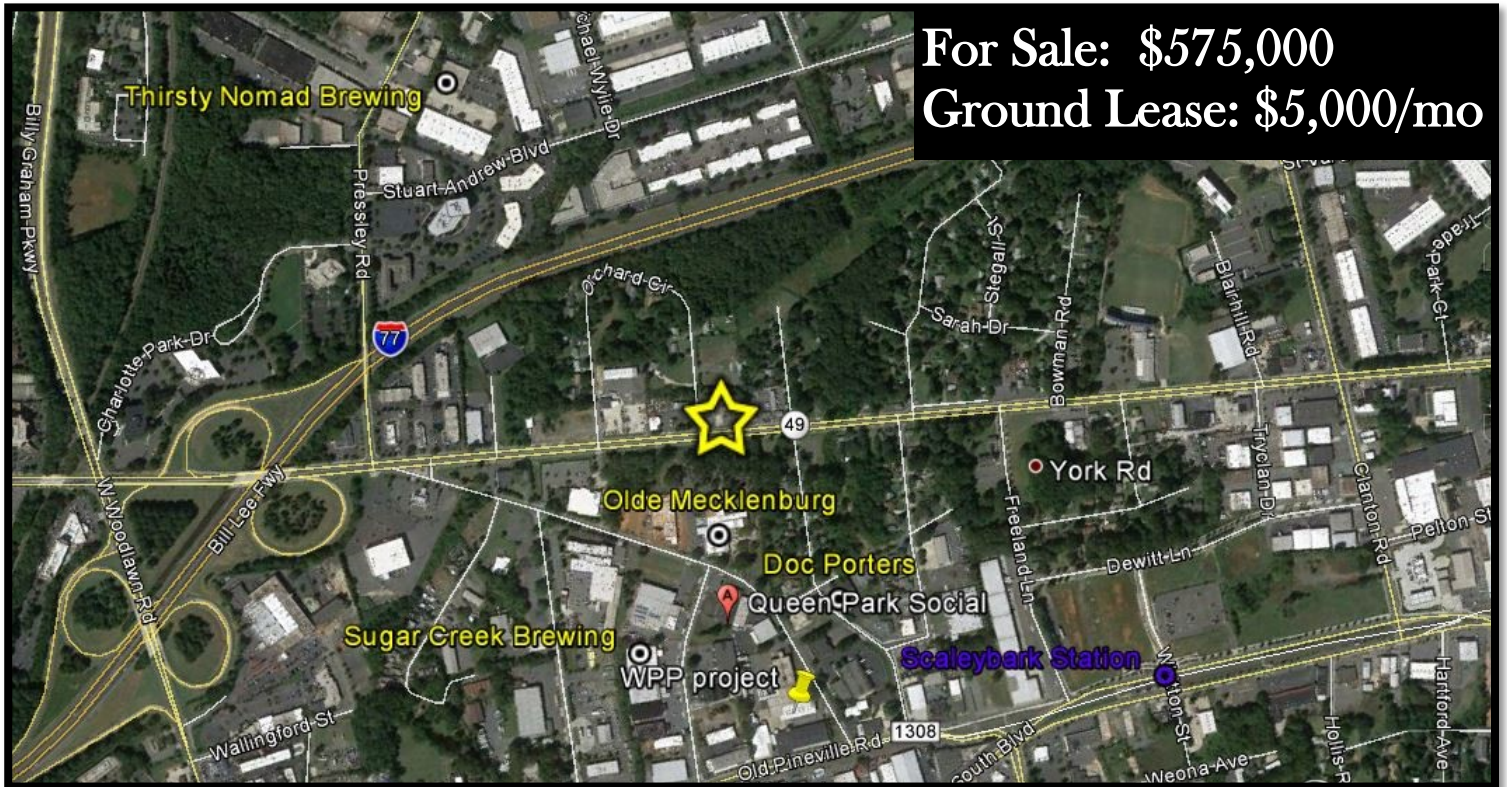 For Sale: $575,000
Ground Lease: $5,000/mo
Thirsty Nomad Brewing
Billy Graham Pkwy
Pressley Rd
Stuart Andrew Blvd
Orchard Cir
Stegall St
Sarah Dr
Bowman Rd
Blairhill Rd
Trade Park Ct
Charlotte Park Dr
77
49
York Rd
Olde Mecklenburg
Doc Porters
A
Queen Park Social
Freeland Ln
Dewitt Ln
Tryclan Dr
Clanton Rd
Pelton St
W Woodlawn Rd
Bill Lee Fwy
Sugar Creek Brewing
WPP project
Scaleybark Station
Wallingford St
1308
Old Pineville Rd
South Blvd
Weona Ave
Hartford Ave